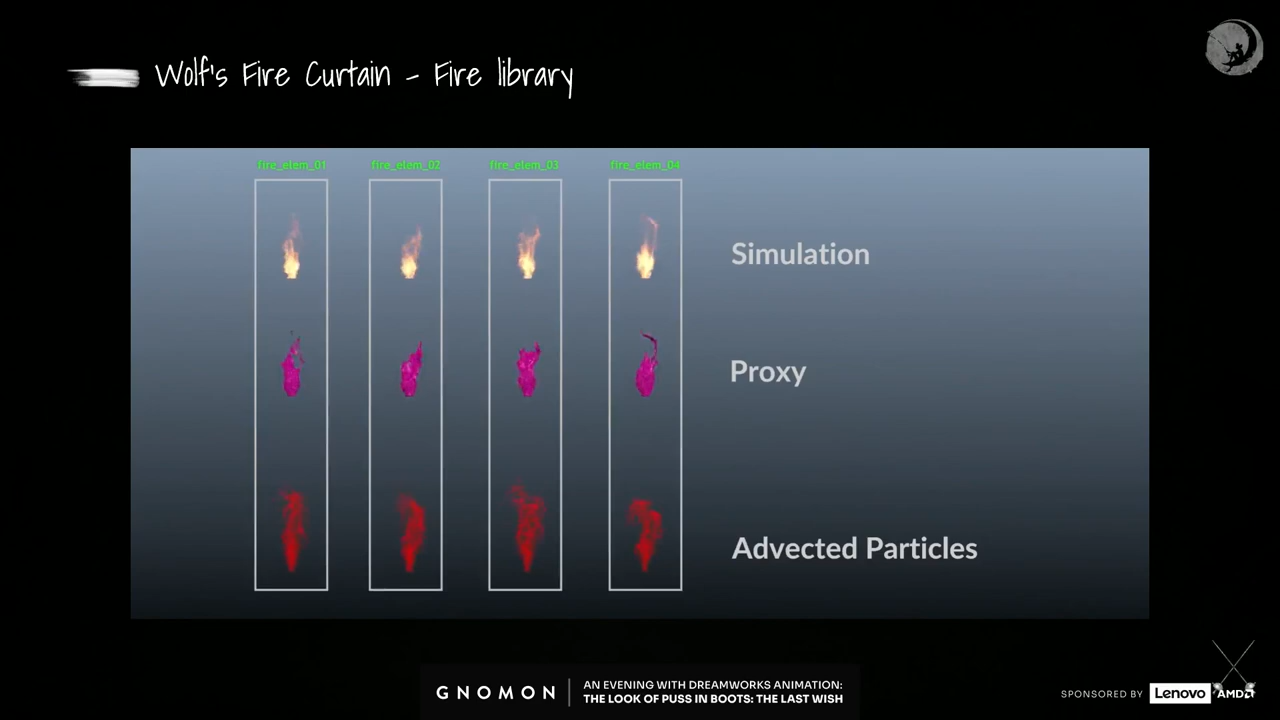 Wolf's Fire Curtain - Fire library
fire_elem_01 fire_elem_02 fire_elem_03 fire_elem_04
Simulation
Proxy
Advected Particles
GNOMON
AN EVENING WITH DREAMWORKS ANIMATION:
THE LOOK OF PUSS IN BOOTS: THE LAST WISH
SPONSORED BY Lenovo AMD